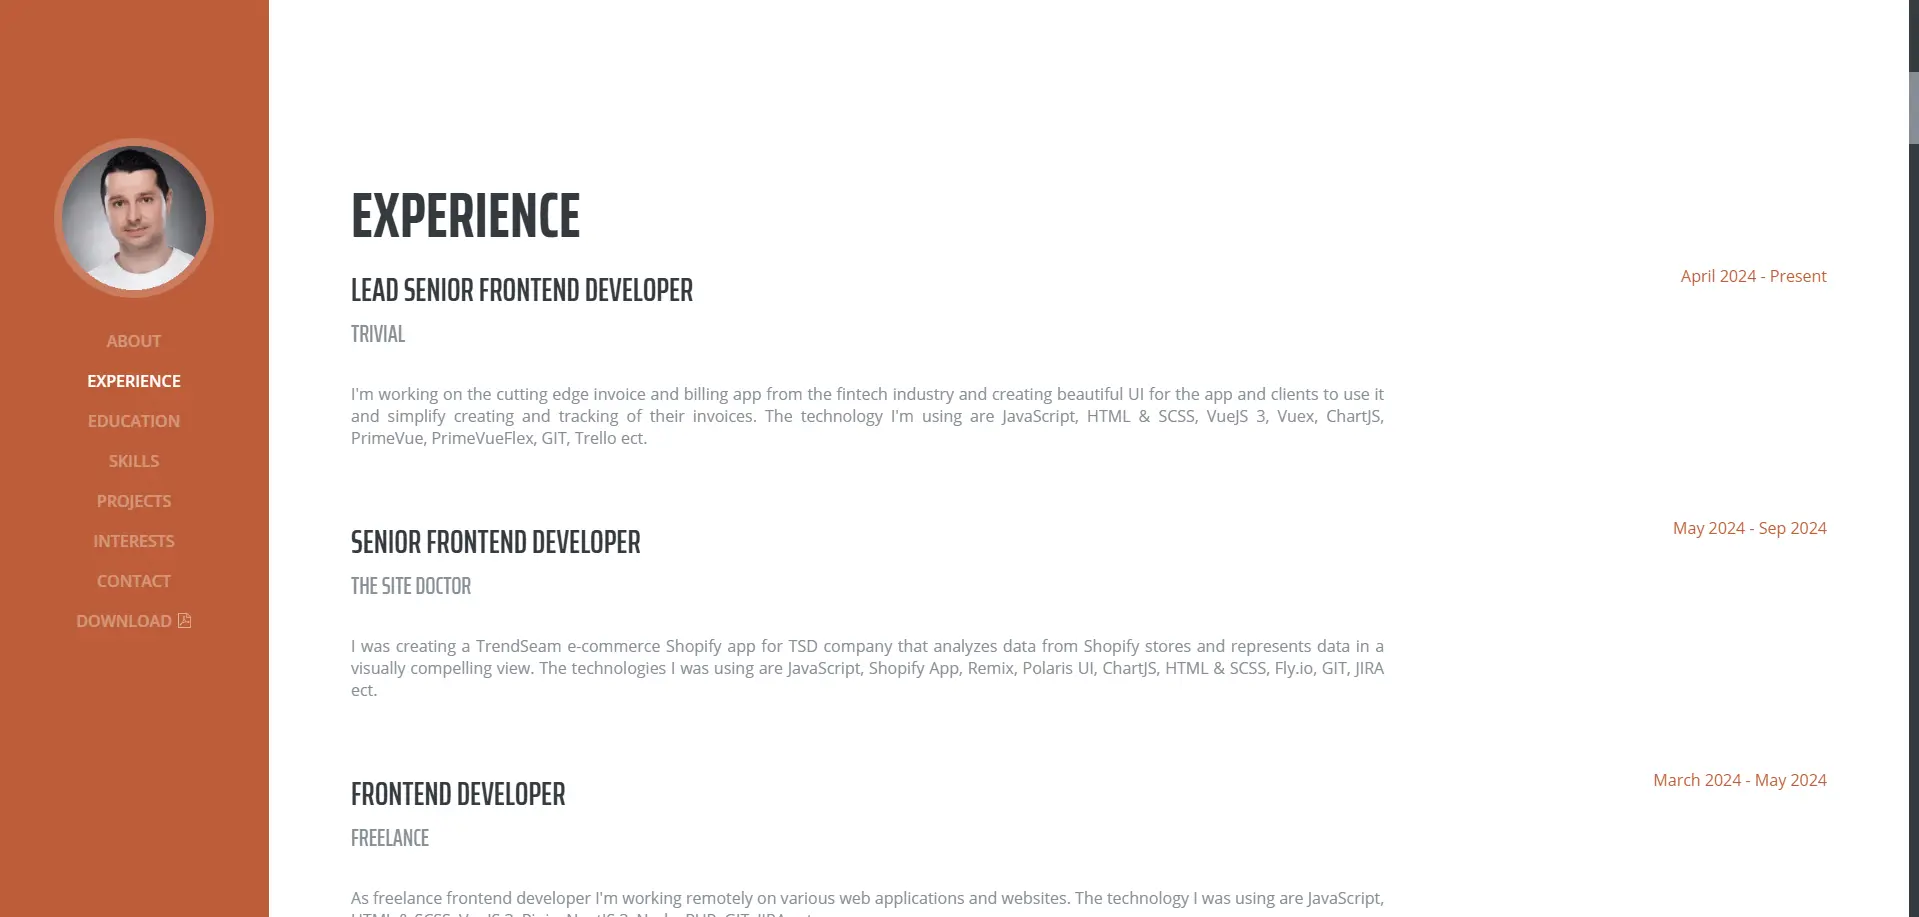 ABOUT
EXPERIENCE
EDUCATION
SKILLS
PROJECTS
INTERESTS
CONTACT
DOWNLOAD
EXPERIENCE
LEAD SENIOR FRONTEND DEVELOPER
April 2024 - Present
TRIVIAL
I'm working on the cutting edge invoice and billing app from the fintech industry and creating beautiful UI for the app and clients to use it
and simplify creating and tracking of their invoices. The technology I'm using are JavaScript, HTML & SCSS, VueJS 3, Vuex, ChartJS,
PrimeVue, PrimeVueFlex, GIT, Trello ect.
SENIOR FRONTEND DEVELOPER
May 2024 - Sep 2024
THE SITE DOCTOR
I was creating a TrendSeam e-commerce Shopify app for TSD company that analyzes data from Shopify stores and represents data in a
visually compelling view. The technologies I was using are JavaScript, Shopify App, Remix, Polaris UI, ChartJS, HTML & SCSS, Fly.io, GIT, JIRA
ect.
FRONTEND DEVELOPER
March 2024 - May 2024
FREELANCE
As freelance frontend developer I'm working remotely on various web applications and websites. The technology I was using are JavaScript,
HTML & SCSS, VueJS 3,